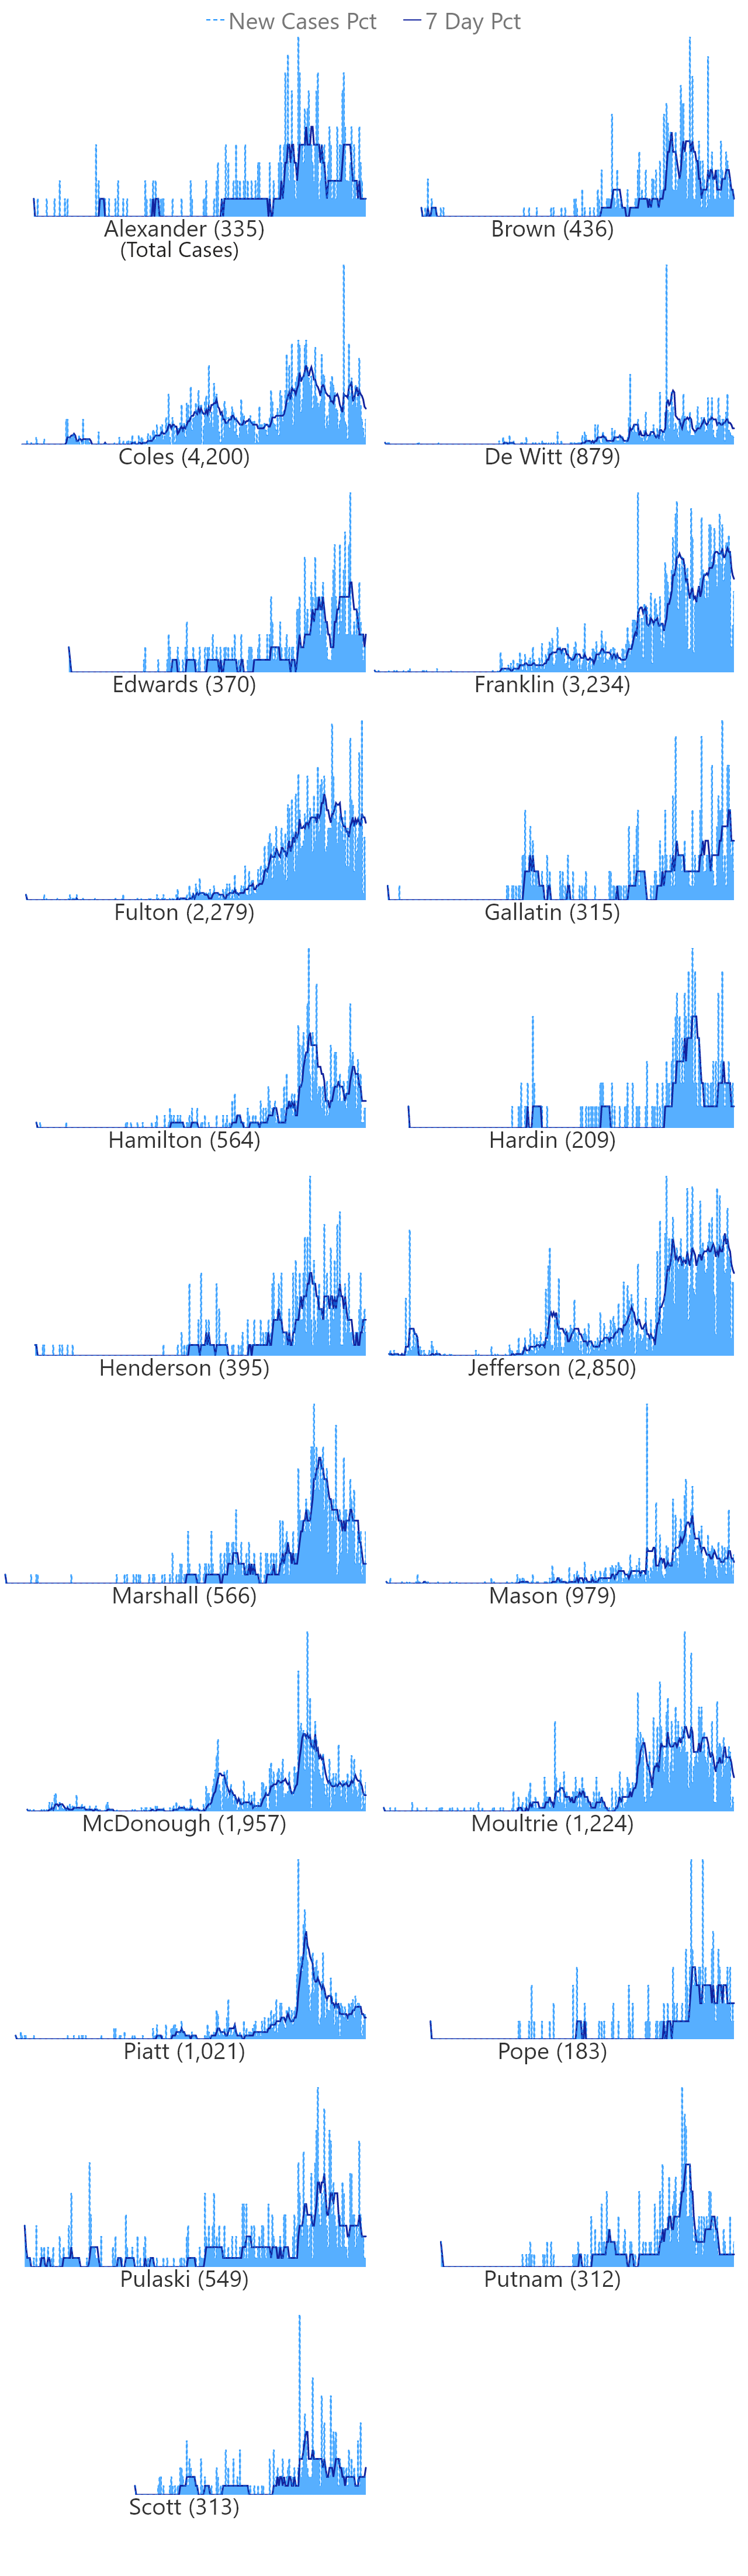 New Cases Pct 7 Day Pct
Alexander (335) Brown (436)
(Total Cases)
Coles (4,200) De Witt (879)
Edwards (370) Franklin (3,234)
Fulton (2,279) Gallatin (315)
Hamilton (564) Hardin (209)
Henderson (395) Jefferson (2,850)
Marshall (566) Mason (979)
McDonough (1,957) Moultrie (1,224)
Piatt (1,021) Pope (183)
Pulaski (549) Putnam (312)
Scott (313)